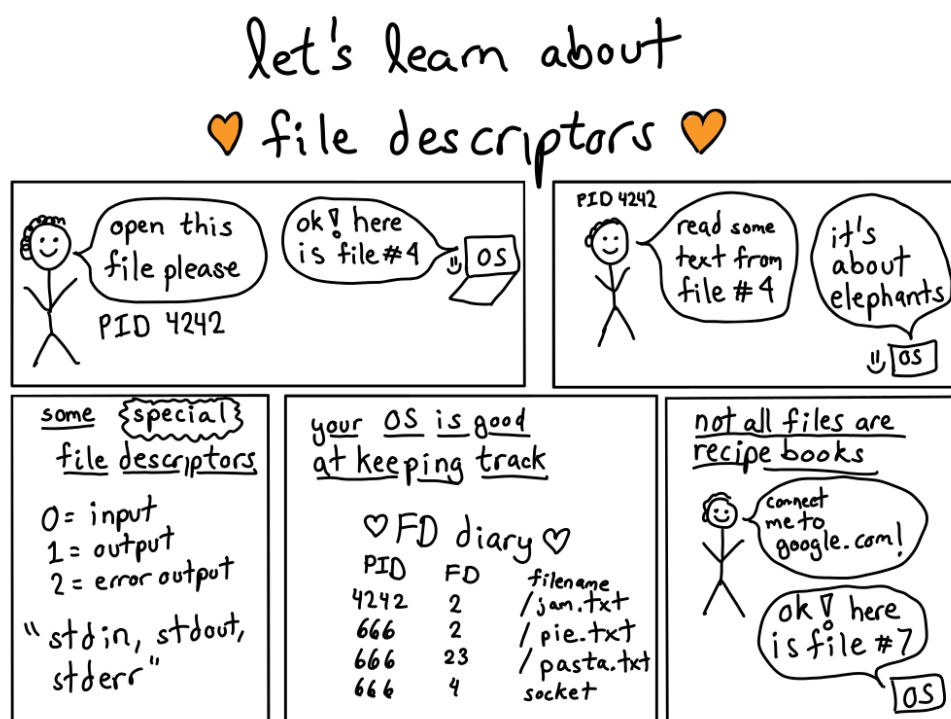 let's learn about
file descriptors
open this
file please
PID 4242
ok! here
is file #4
OS
PID 4242
read some
text from
file #4
it's
about
elephants
OS
some special
file descriptors
0 = input
1 = output
2 = error output
"stdin, stdout,
stderr"
your OS is good
at keeping track
♡ FD diary ♡
PID FD filename
4242 2 /jam.txt
666 2 /pie.txt
666 23 /pasta.txt
666 4 socket
not all files are
recipe books
connect
me to
google.com!
ok! here
is file #7
OS